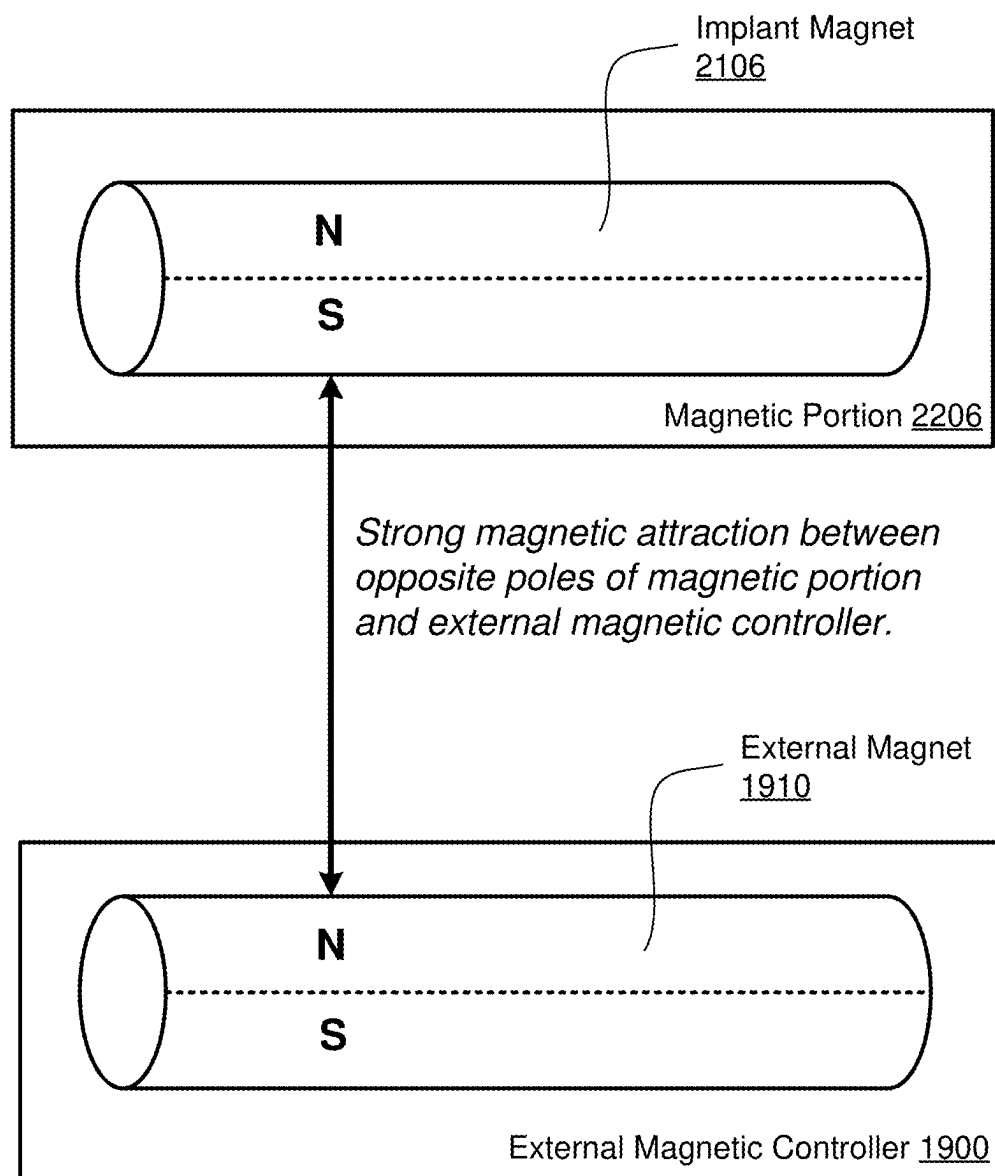 Implant Magnet
2106
N
S
Magnetic Portion 2206
Strong magnetic attraction between
opposite poles of magnetic portion
and external magnetic controller.
External Magnet
1910
N
S
External Magnetic Controller 1900